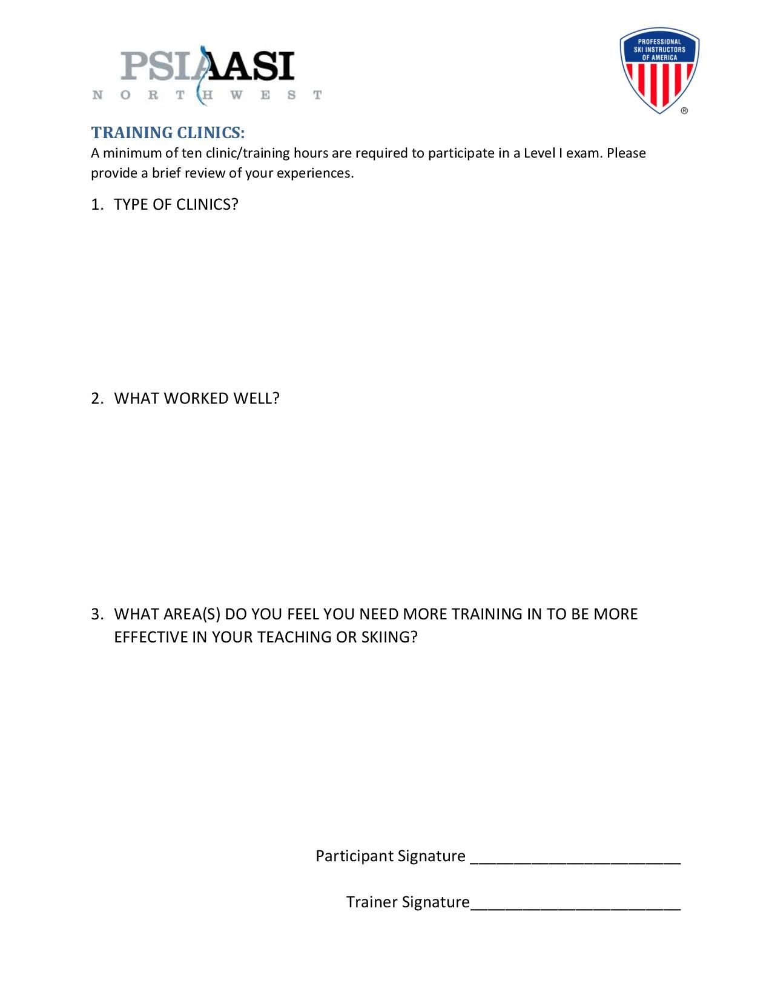 PSIAAASI
NORTHWEST
PROFESSIONAL
SKI INSTRUCTORS
OF AMERICA
®
TRAINING CLINICS:
A minimum of ten clinic/training hours are required to participate in a Level I exam. Please
provide a brief review of your experiences.
1. TYPE OF CLINICS?
2. WHAT WORKED WELL?
3. WHAT AREA(S) DO YOU FEEL YOU NEED MORE TRAINING IN TO BE MORE
EFFECTIVE IN YOUR TEACHING OR SKIING?
Participant Signature ________________________
Trainer Signature________________________